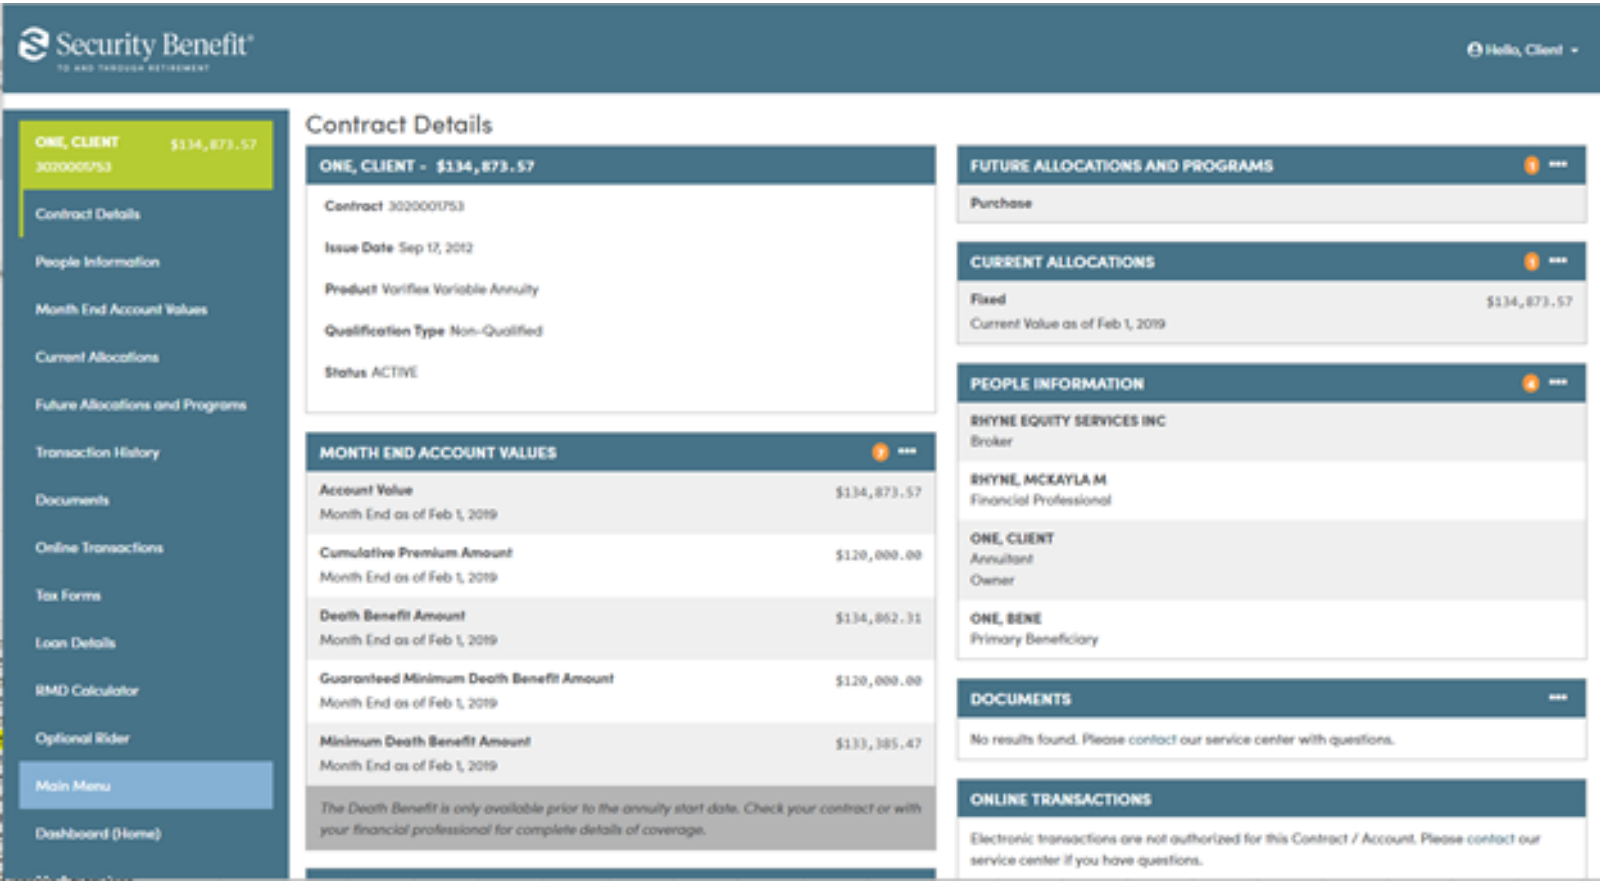 Security Benefit®
TO AND THROUGH RETIREMENT
Hello, Client
ONE, CLIENT $134,873.57
3020001753
Contract Details
People Information
Month End Account Values
Current Allocations
Future Allocations and Programs
Transaction History
Documents
Online Transactions
Tax Forms
Loan Details
RMD Calculator
Optional Rider
Main Menu
Dashboard (Home)
Contract Details
ONE, CLIENT - $134,873.57
Contract 3020001753
Issue Date Sep 17, 2012
Product Variflex Variable Annuity
Qualification Type Non-Qualified
Status ACTIVE
MONTH END ACCOUNT VALUES 7 •••
Account Value $134,873.57
Month End as of Feb 1, 2019
Cumulative Premium Amount $120,000.00
Month End as of Feb 1, 2019
Death Benefit Amount $134,862.31
Month End as of Feb 1, 2019
Guaranteed Minimum Death Benefit Amount $120,000.00
Month End as of Feb 1, 2019
Minimum Death Benefit Amount $133,385.47
Month End as of Feb 1, 2019
The Death Benefit is only available prior to the annuity start date. Check your contract or with
your financial professional for complete details of coverage.
FUTURE ALLOCATIONS AND PROGRAMS 1 •••
Purchase
CURRENT ALLOCATIONS 1 •••
Fixed $134,873.57
Current Value as of Feb 1, 2019
PEOPLE INFORMATION 4 •••
RHYNE EQUITY SERVICES INC
Broker
RHYNE, MCKAYLA M
Financial Professional
ONE, CLIENT
Annuitant
Owner
ONE, BENE
Primary Beneficiary
DOCUMENTS •••
No results found. Please contact our service center with questions.
ONLINE TRANSACTIONS
Electronic transactions are not authorized for this Contract / Account. Please contact our
service center if you have questions.